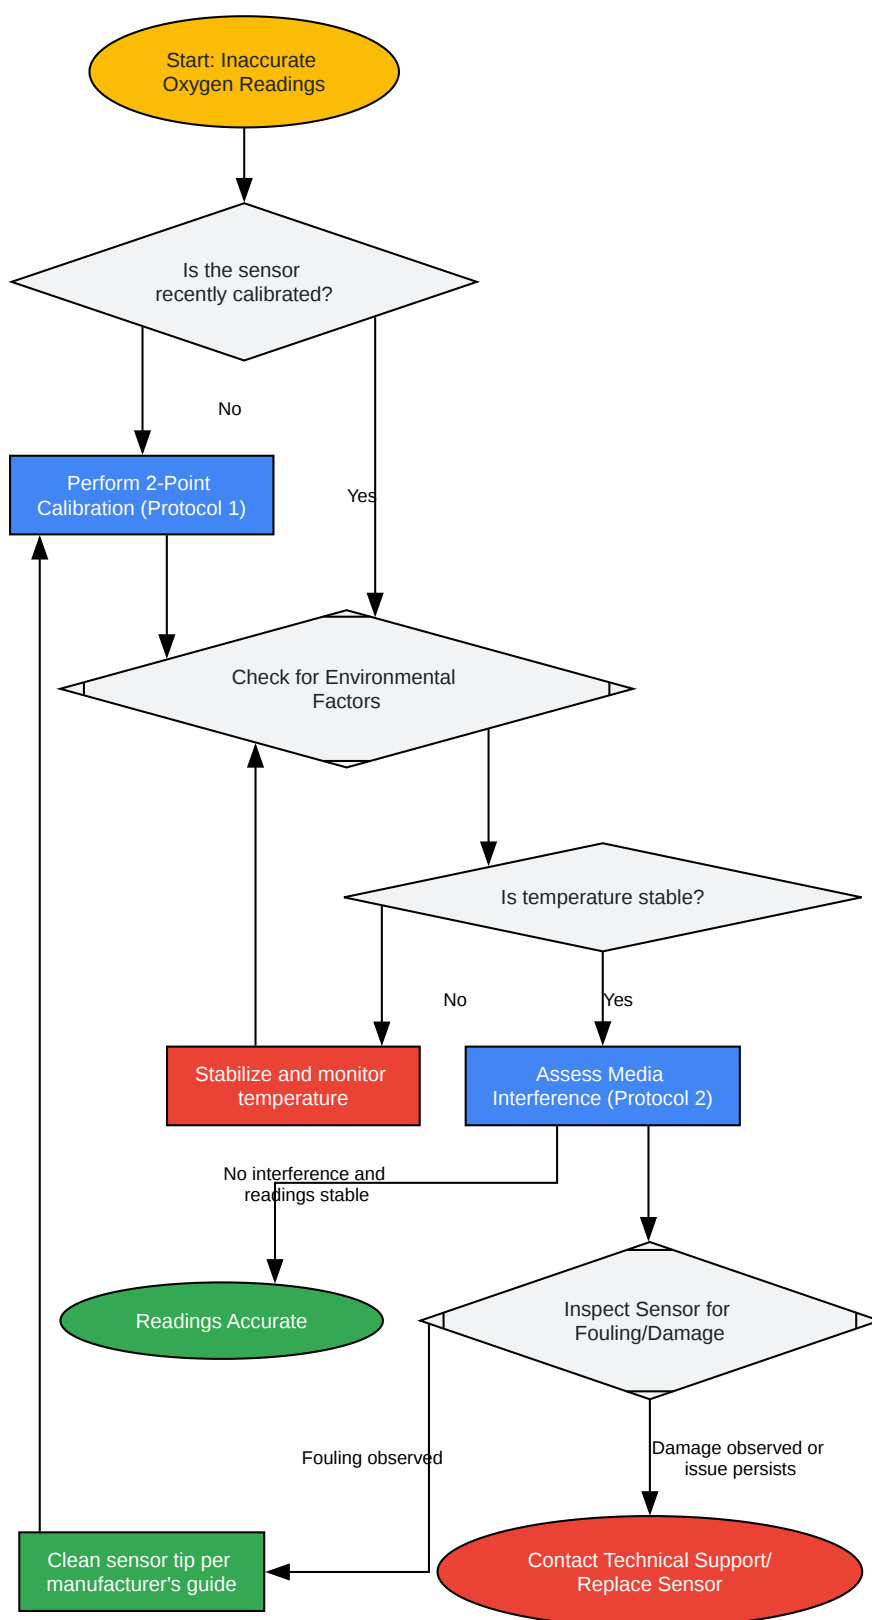 Start: Inaccurate
Oxygen Readings
Is the sensor
recently calibrated?
No
Yes
Perform 2-Point
Calibration (Protocol 1)
Check for Environmental
Factors
Is temperature stable?
No
Yes
Stabilize and monitor
temperature
Assess Media
Interference (Protocol 2)
No interference and
readings stable
Readings Accurate
Inspect Sensor for
Fouling/Damage
Fouling observed
Damage observed or
issue persists
Clean sensor tip per
manufacturer's guide
Contact Technical Support/
Replace Sensor